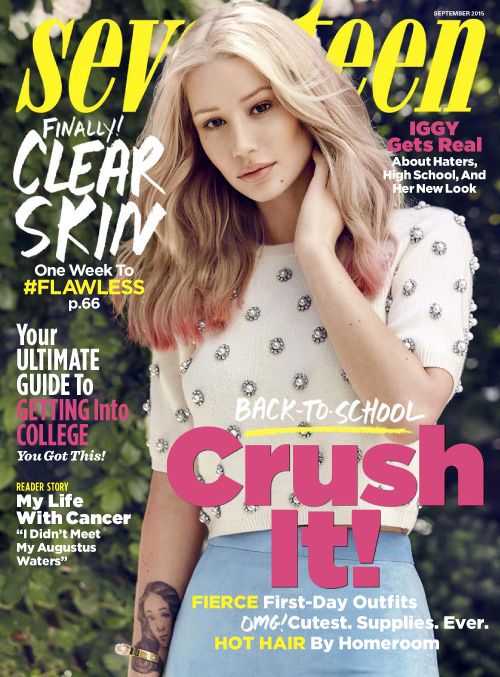 seventeen
SEPTEMBER 2015
FINALLY!
CLEAR
SKIN
One Week To
#FLAWLESS
p.66
IGGY
Gets Real
About Haters,
High School, And
Her New Look
Your
ULTIMATE
GUIDE To
GETTING Into
COLLEGE
You Got This!
READER STORY
My Life
With Cancer
“I Didn’t Meet
My Augustus
Waters”
BACK-TO-SCHOOL
Crush
It!
FIERCE First-Day Outfits
OMG! Cutest. Supplies. Ever.
HOT HAIR By Homeroom